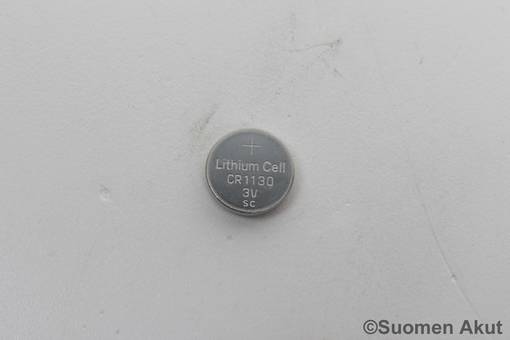 +
Lithium Cell
CR1130
3V
SC
©Suomen Akut